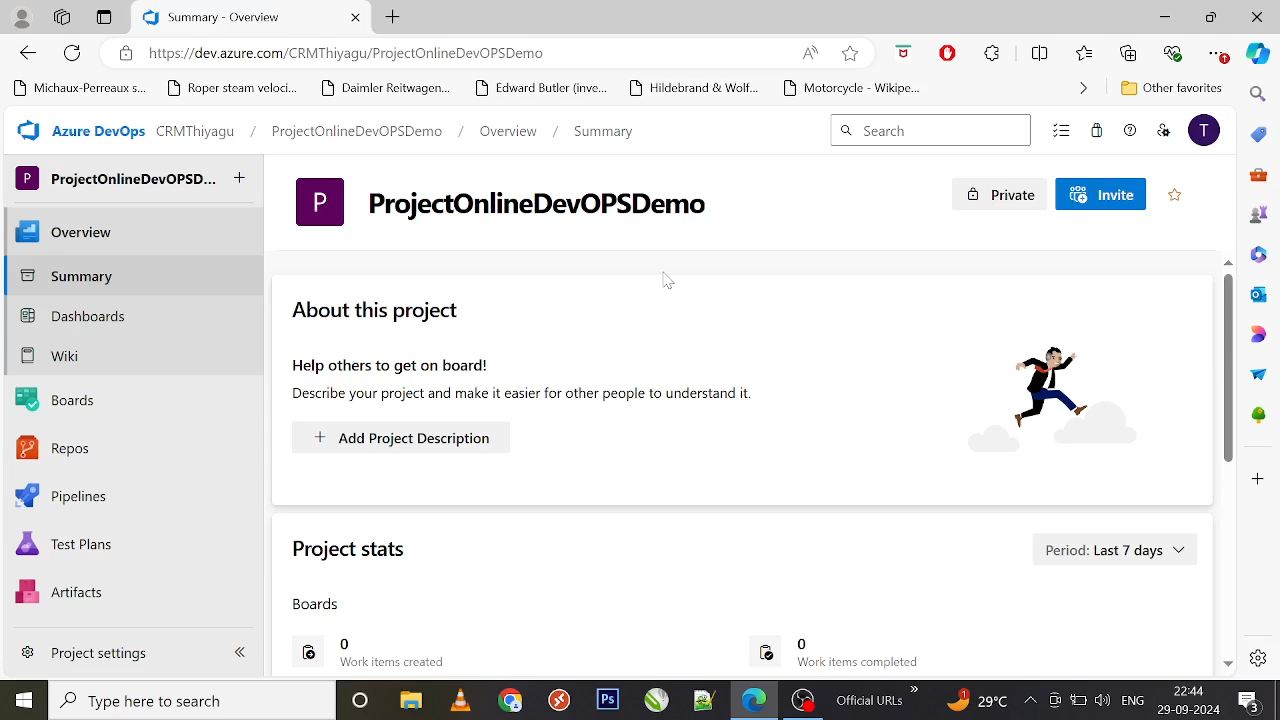 Summary - Overview
https://dev.azure.com/CRMThiyagu/ProjectOnlineDevOPSDemo
Michaux-Perreaux s...
Roper steam veloci...
Daimler Reitwagen...
Edward Butler (inve...
Hildebrand & Wolf...
Motorcycle - Wikipe...
Other favorites
Azure DevOps CRMThiyagu / ProjectOnlineDevOPSDemo / Overview / Summary
Search
T
P ProjectOnlineDevOPSD...
P ProjectOnlineDevOPSDemo
Private
Invite
Overview
Summary
Dashboards
Wiki
Boards
Repos
Pipelines
Test Plans
Artifacts
Project settings
About this project
Help others to get on board!
Describe your project and make it easier for other people to understand it.
Add Project Description
Project stats
Period: Last 7 days
Boards
0
Work items created
0
Work items completed
Type here to search
Ps
Official URLs
1
29°C
ENG
22:44
29-09-2024
3